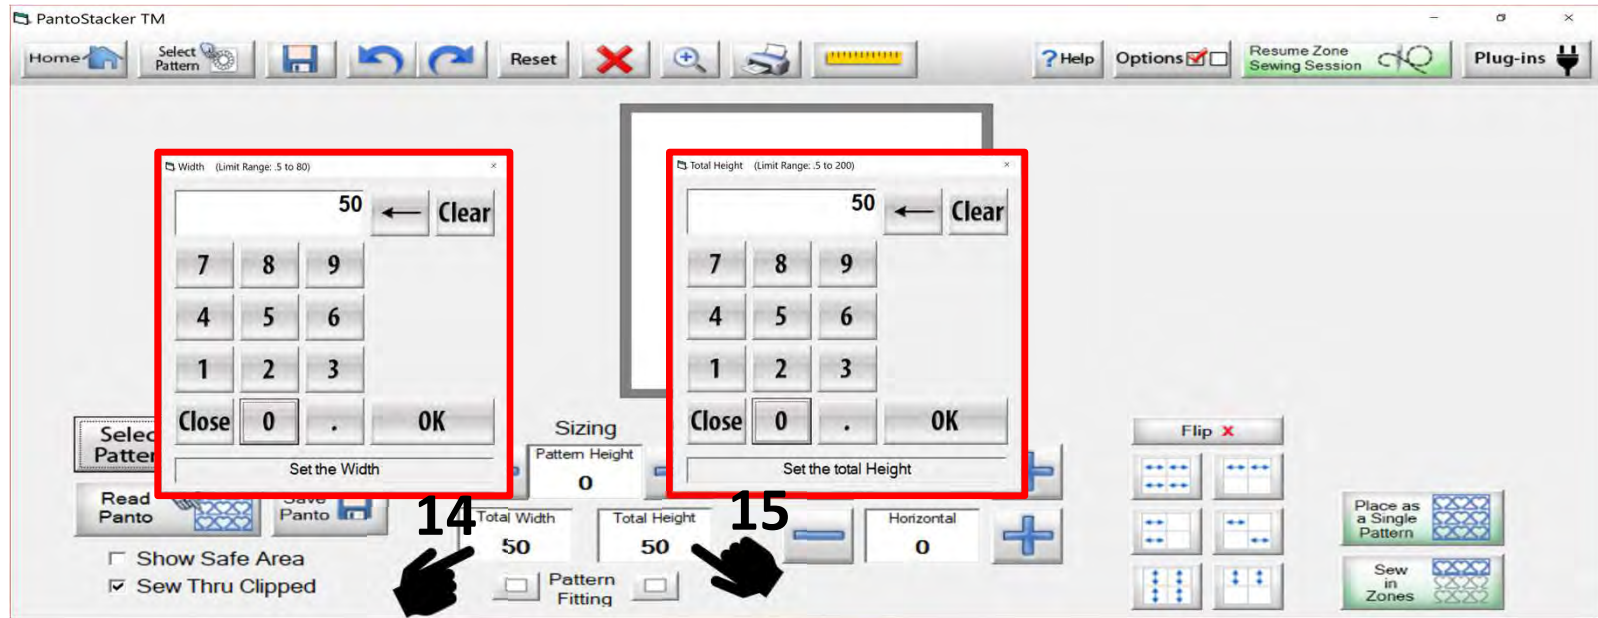 PantoStacker TM
Home
Select
Pattern
Reset
? Help
Options
Resume Zone
Sewing Session
Plug-ins
Width (Limit Range: .5 to 80)
50
Clear
7 8 9
4 5 6
1 2 3
Close 0 . OK
Set the Width
Total Height (Limit Range: .5 to 200)
50
Clear
7 8 9
4 5 6
1 2 3
Close 0 . OK
Set the total Height
Sizing
Pattern Height
0
Read
Panto
Panto
14
Total Width
50
Total Height
50
15
Horizontal
0
Show Safe Area
Sew Thru Clipped
Pattern
Fitting
Flip X
Place as
a Single
Pattern
Sew
in
Zones